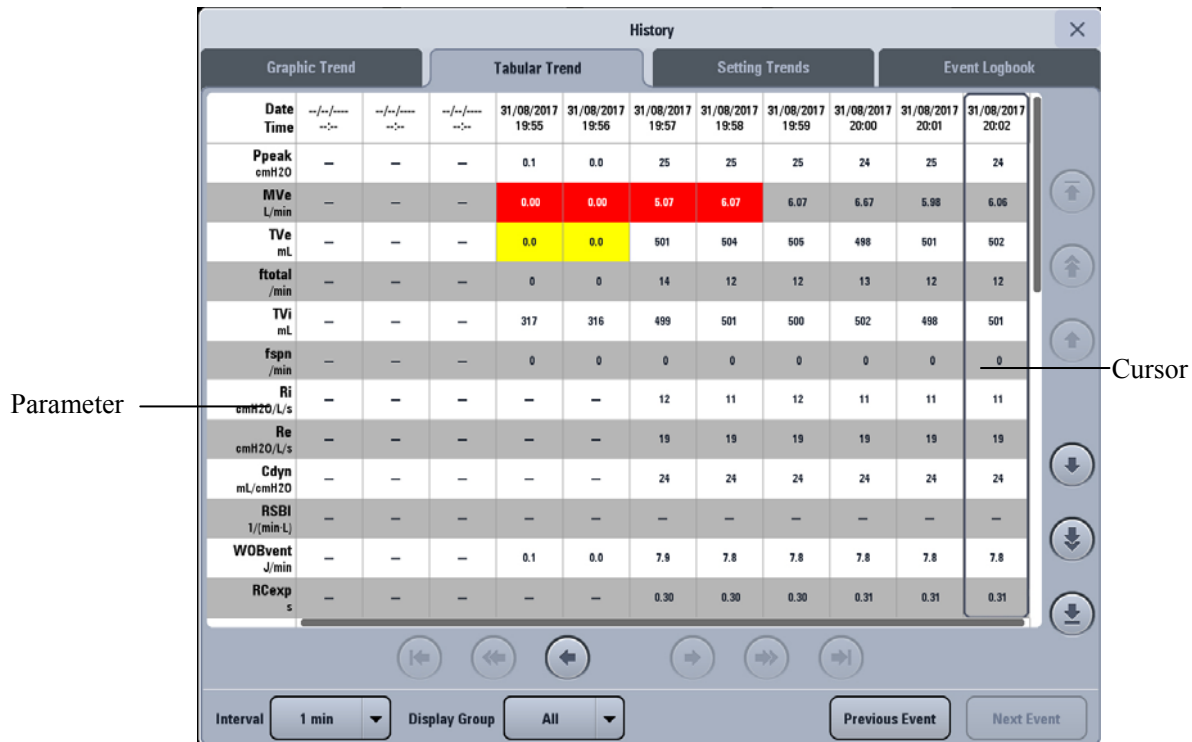 History
Graphic Trend Tabular Trend Setting Trends Event Logbook
Date --/--/---- --/--/---- --/--/---- 31/08/2017 31/08/2017 31/08/2017 31/08/2017 31/08/2017 31/08/2017 31/08/2017 31/08/2017
Time --:-- --:-- --:-- 19:55 19:56 19:57 19:58 19:59 20:00 20:01 20:02
Ppeak cmH2O – – – 0.1 0.0 25 25 25 24 25 24
MVe L/min – – – 0.00 0.00 5.07 6.07 6.07 6.67 5.98 6.06
TVe mL – – – 0.0 0.0 501 504 505 498 501 502
ftotal /min – – – 0 0 14 12 12 13 12 12
TVi mL – – – 317 316 499 501 500 502 498 501
fspn /min – – – 0 0 0 0 0 0 0 0
Cursor
Ri cmH2O/L/s – – – – – 12 11 12 11 11 11
Parameter
Re cmH2O/L/s – – – – – 19 19 19 19 19 19
Cdyn mL/cmH2O – – – – – 24 24 24 24 24 24
RSBI 1/(min·L) – – – – – – – – – – –
WOBvent J/min – – – 0.1 0.0 7.9 7.8 7.8 7.8 7.8 7.8
RCexp s – – – – – 0.30 0.30 0.30 0.31 0.31 0.31
Interval 1 min Display Group All Previous Event Next Event